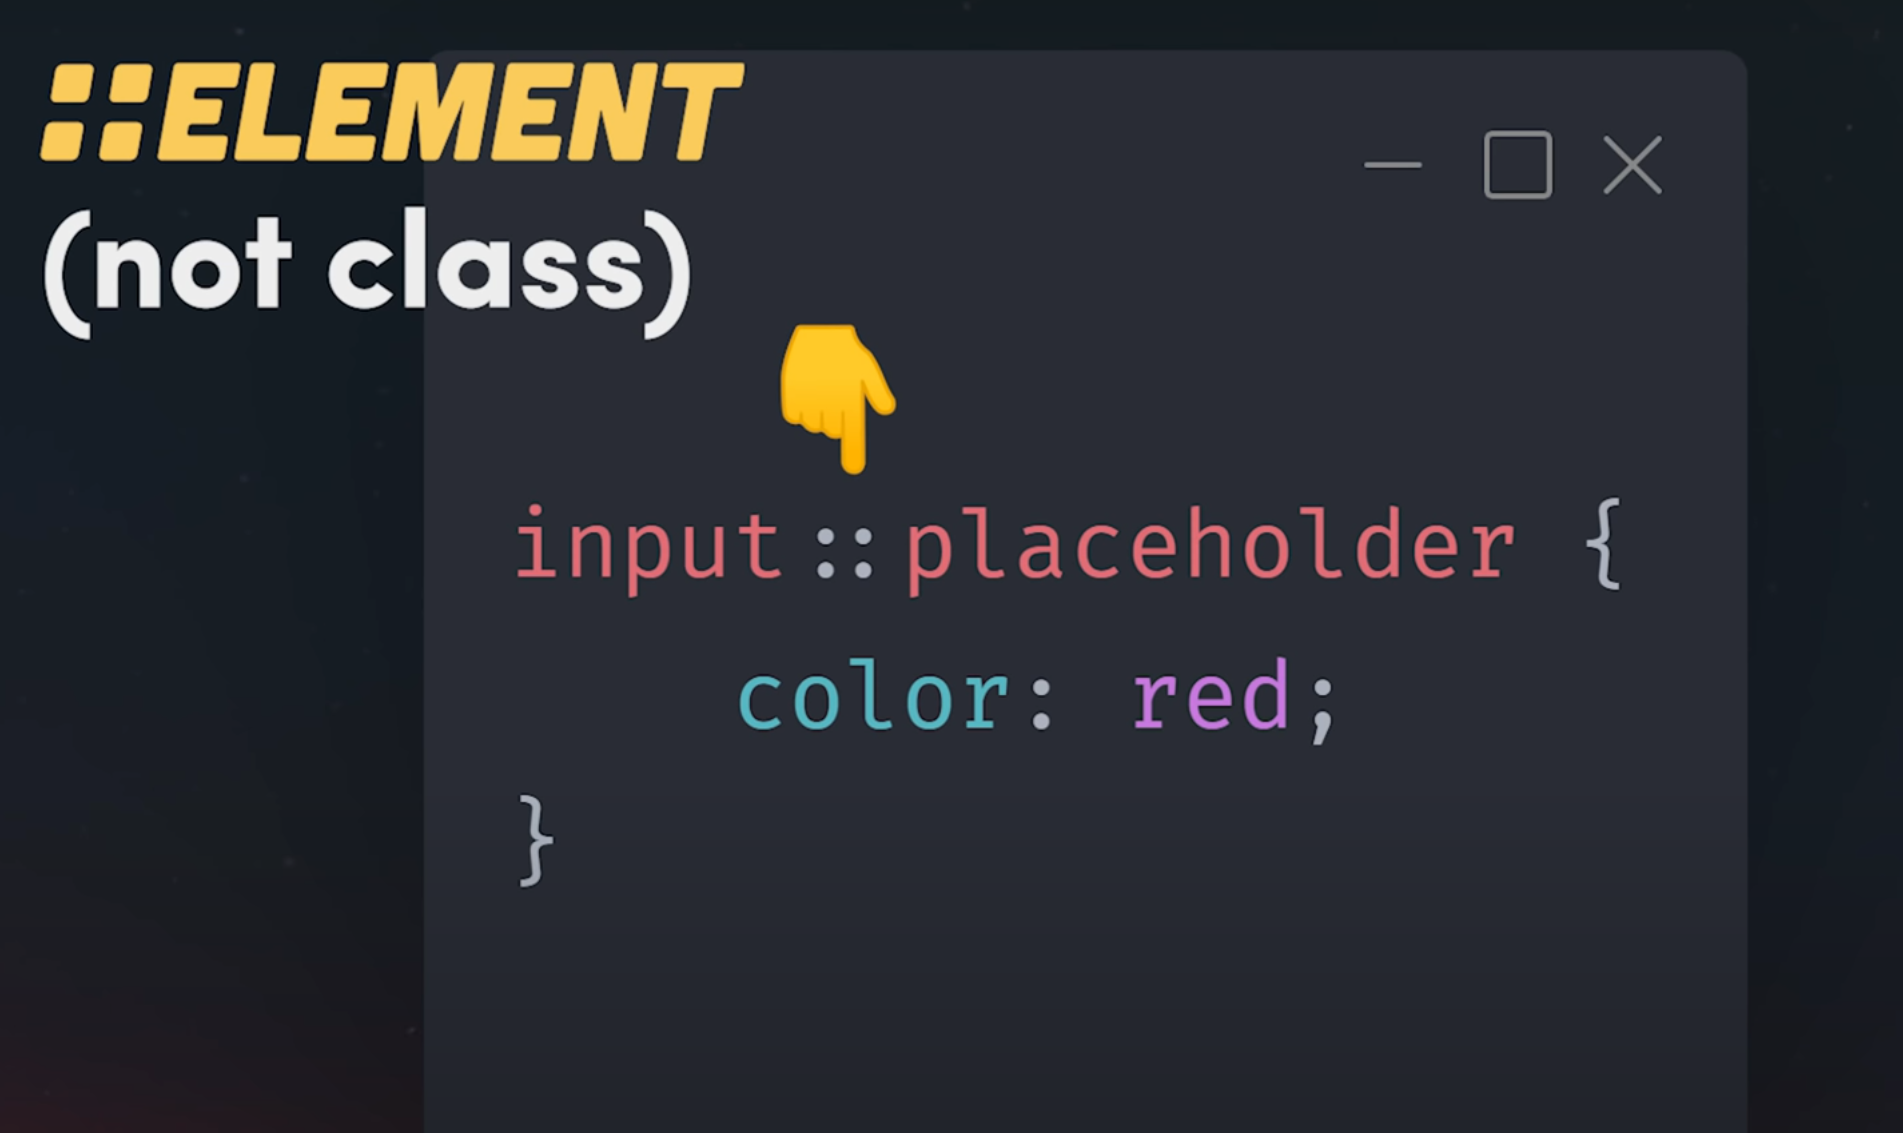 ::ELEMENT
(not class)
input::placeholder {
    color: red;
}